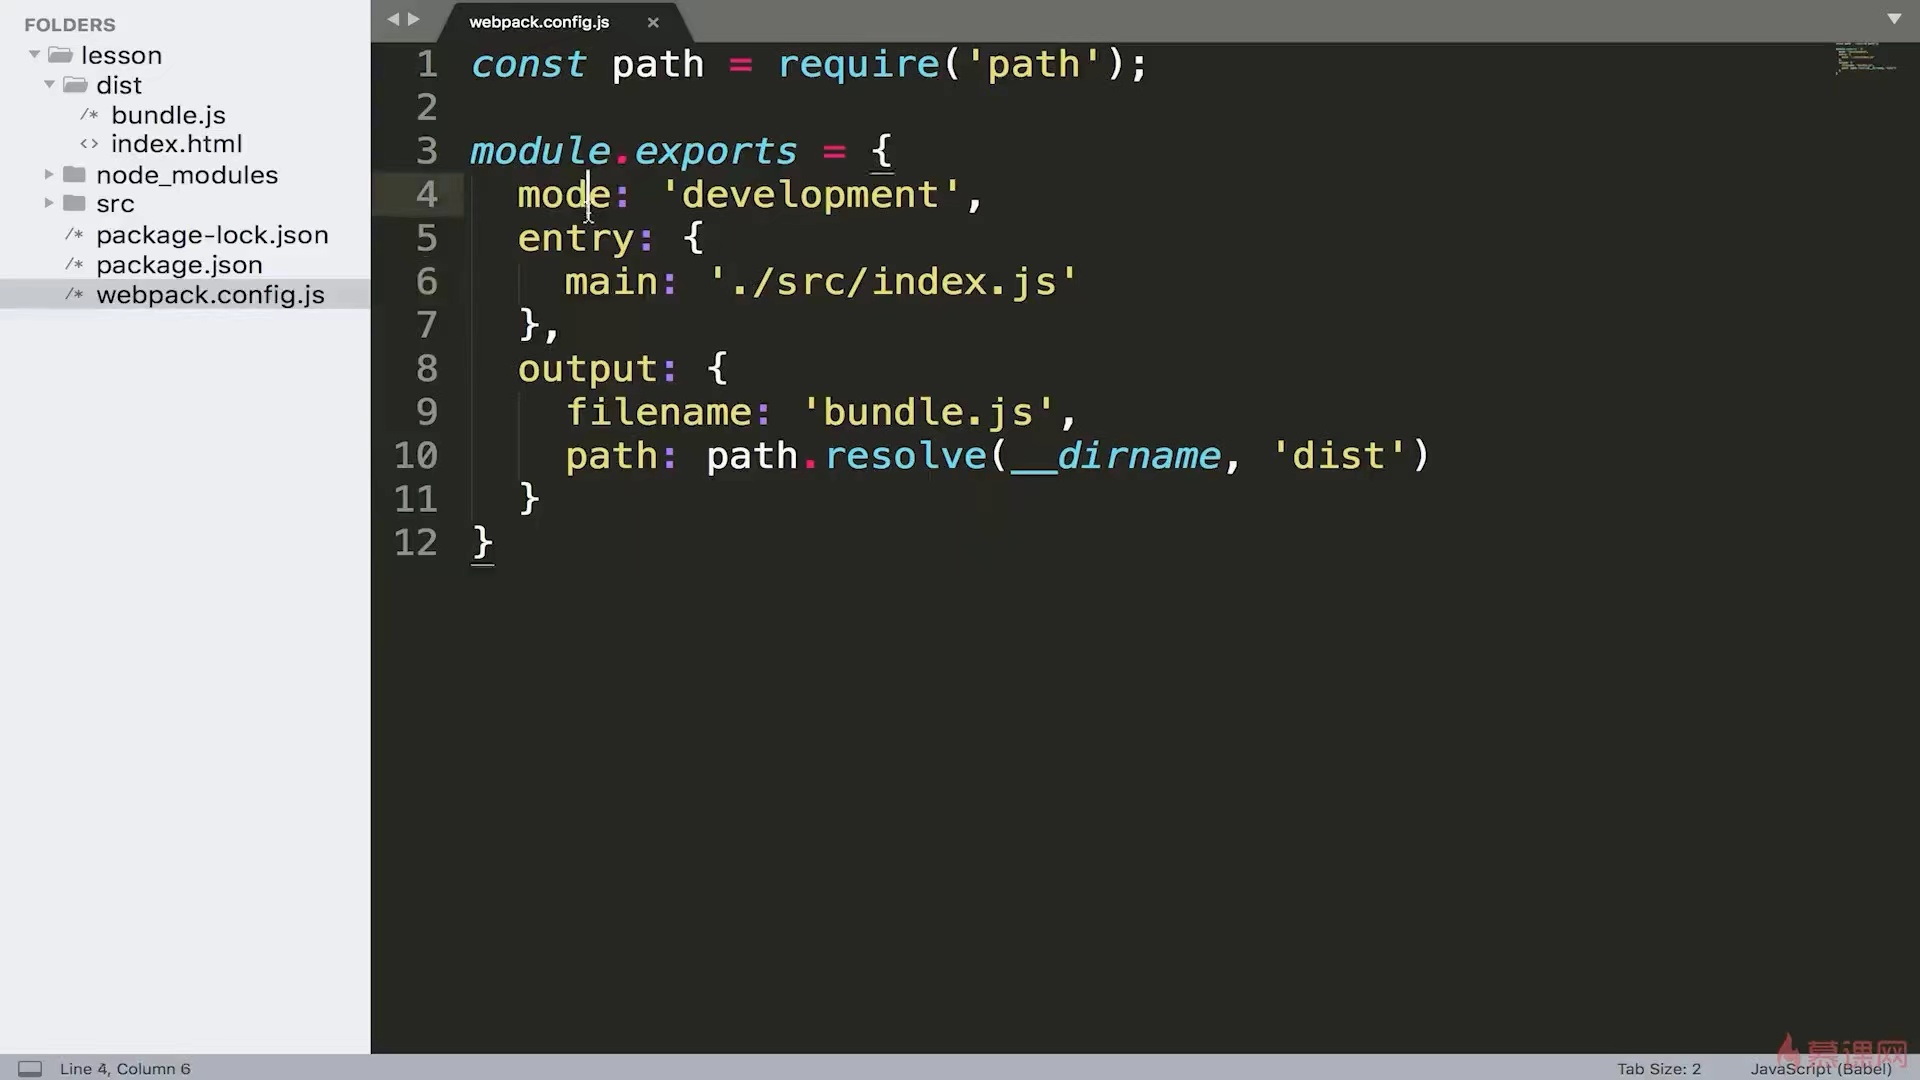 FOLDERS
lesson
dist
/* bundle.js
<> index.html
node_modules
src
/* package-lock.json
/* package.json
/* webpack.config.js
webpack.config.js ×
1 const path = require('path');
2
3 module.exports = {
4 mode: 'development',
5 entry: {
6 main: './src/index.js'
7 },
8 output: {
9 filename: 'bundle.js',
10 path: path.resolve(__dirname, 'dist')
11 }
12 }
慕课网
Line 4, Column 6
Tab Size: 2
JavaScript (Babel)